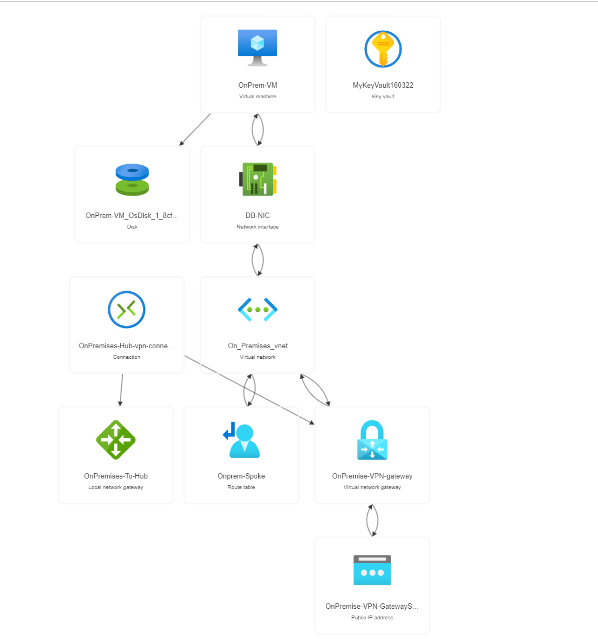 OnPrem-VM
Virtual machine
MyKeyVault160322
Key vault
OnPrem-VM_OsDisk_1_8cf...
Disk
DB-NIC
Network interface
OnPremises-Hub-vpn-conne...
Connection
On_Premises_vnet
Virtual network
OnPremises-To-Hub
Local network gateway
Onprem-Spoke
Route table
OnPremise-VPN-gateway
Virtual network gateway
OnPremise-VPN-GatewayS...
Public IP address